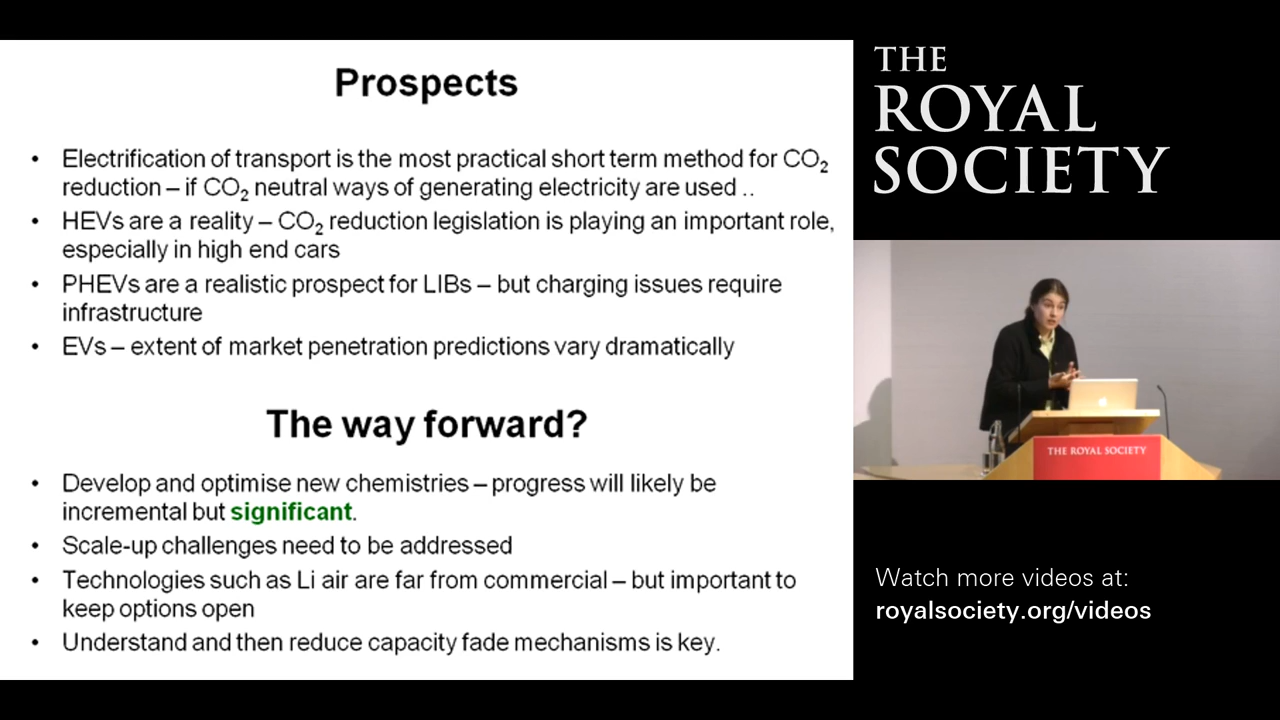 Prospects
• Electrification of transport is the most practical short term method for CO₂
reduction – if CO₂ neutral ways of generating electricity are used ..
• HEVs are a reality – CO₂ reduction legislation is playing an important role,
especially in high end cars
• PHEVs are a realistic prospect for LIBs – but charging issues require
infrastructure
• EVs – extent of market penetration predictions vary dramatically
The way forward?
• Develop and optimise new chemistries – progress will likely be
incremental but significant.
• Scale-up challenges need to be addressed
• Technologies such as Li air are far from commercial – but important to
keep options open
• Understand and then reduce capacity fade mechanisms is key.
THE
ROYAL
SOCIETY
THE ROYAL SOCIETY
Watch more videos at:
royalsociety.org/videos